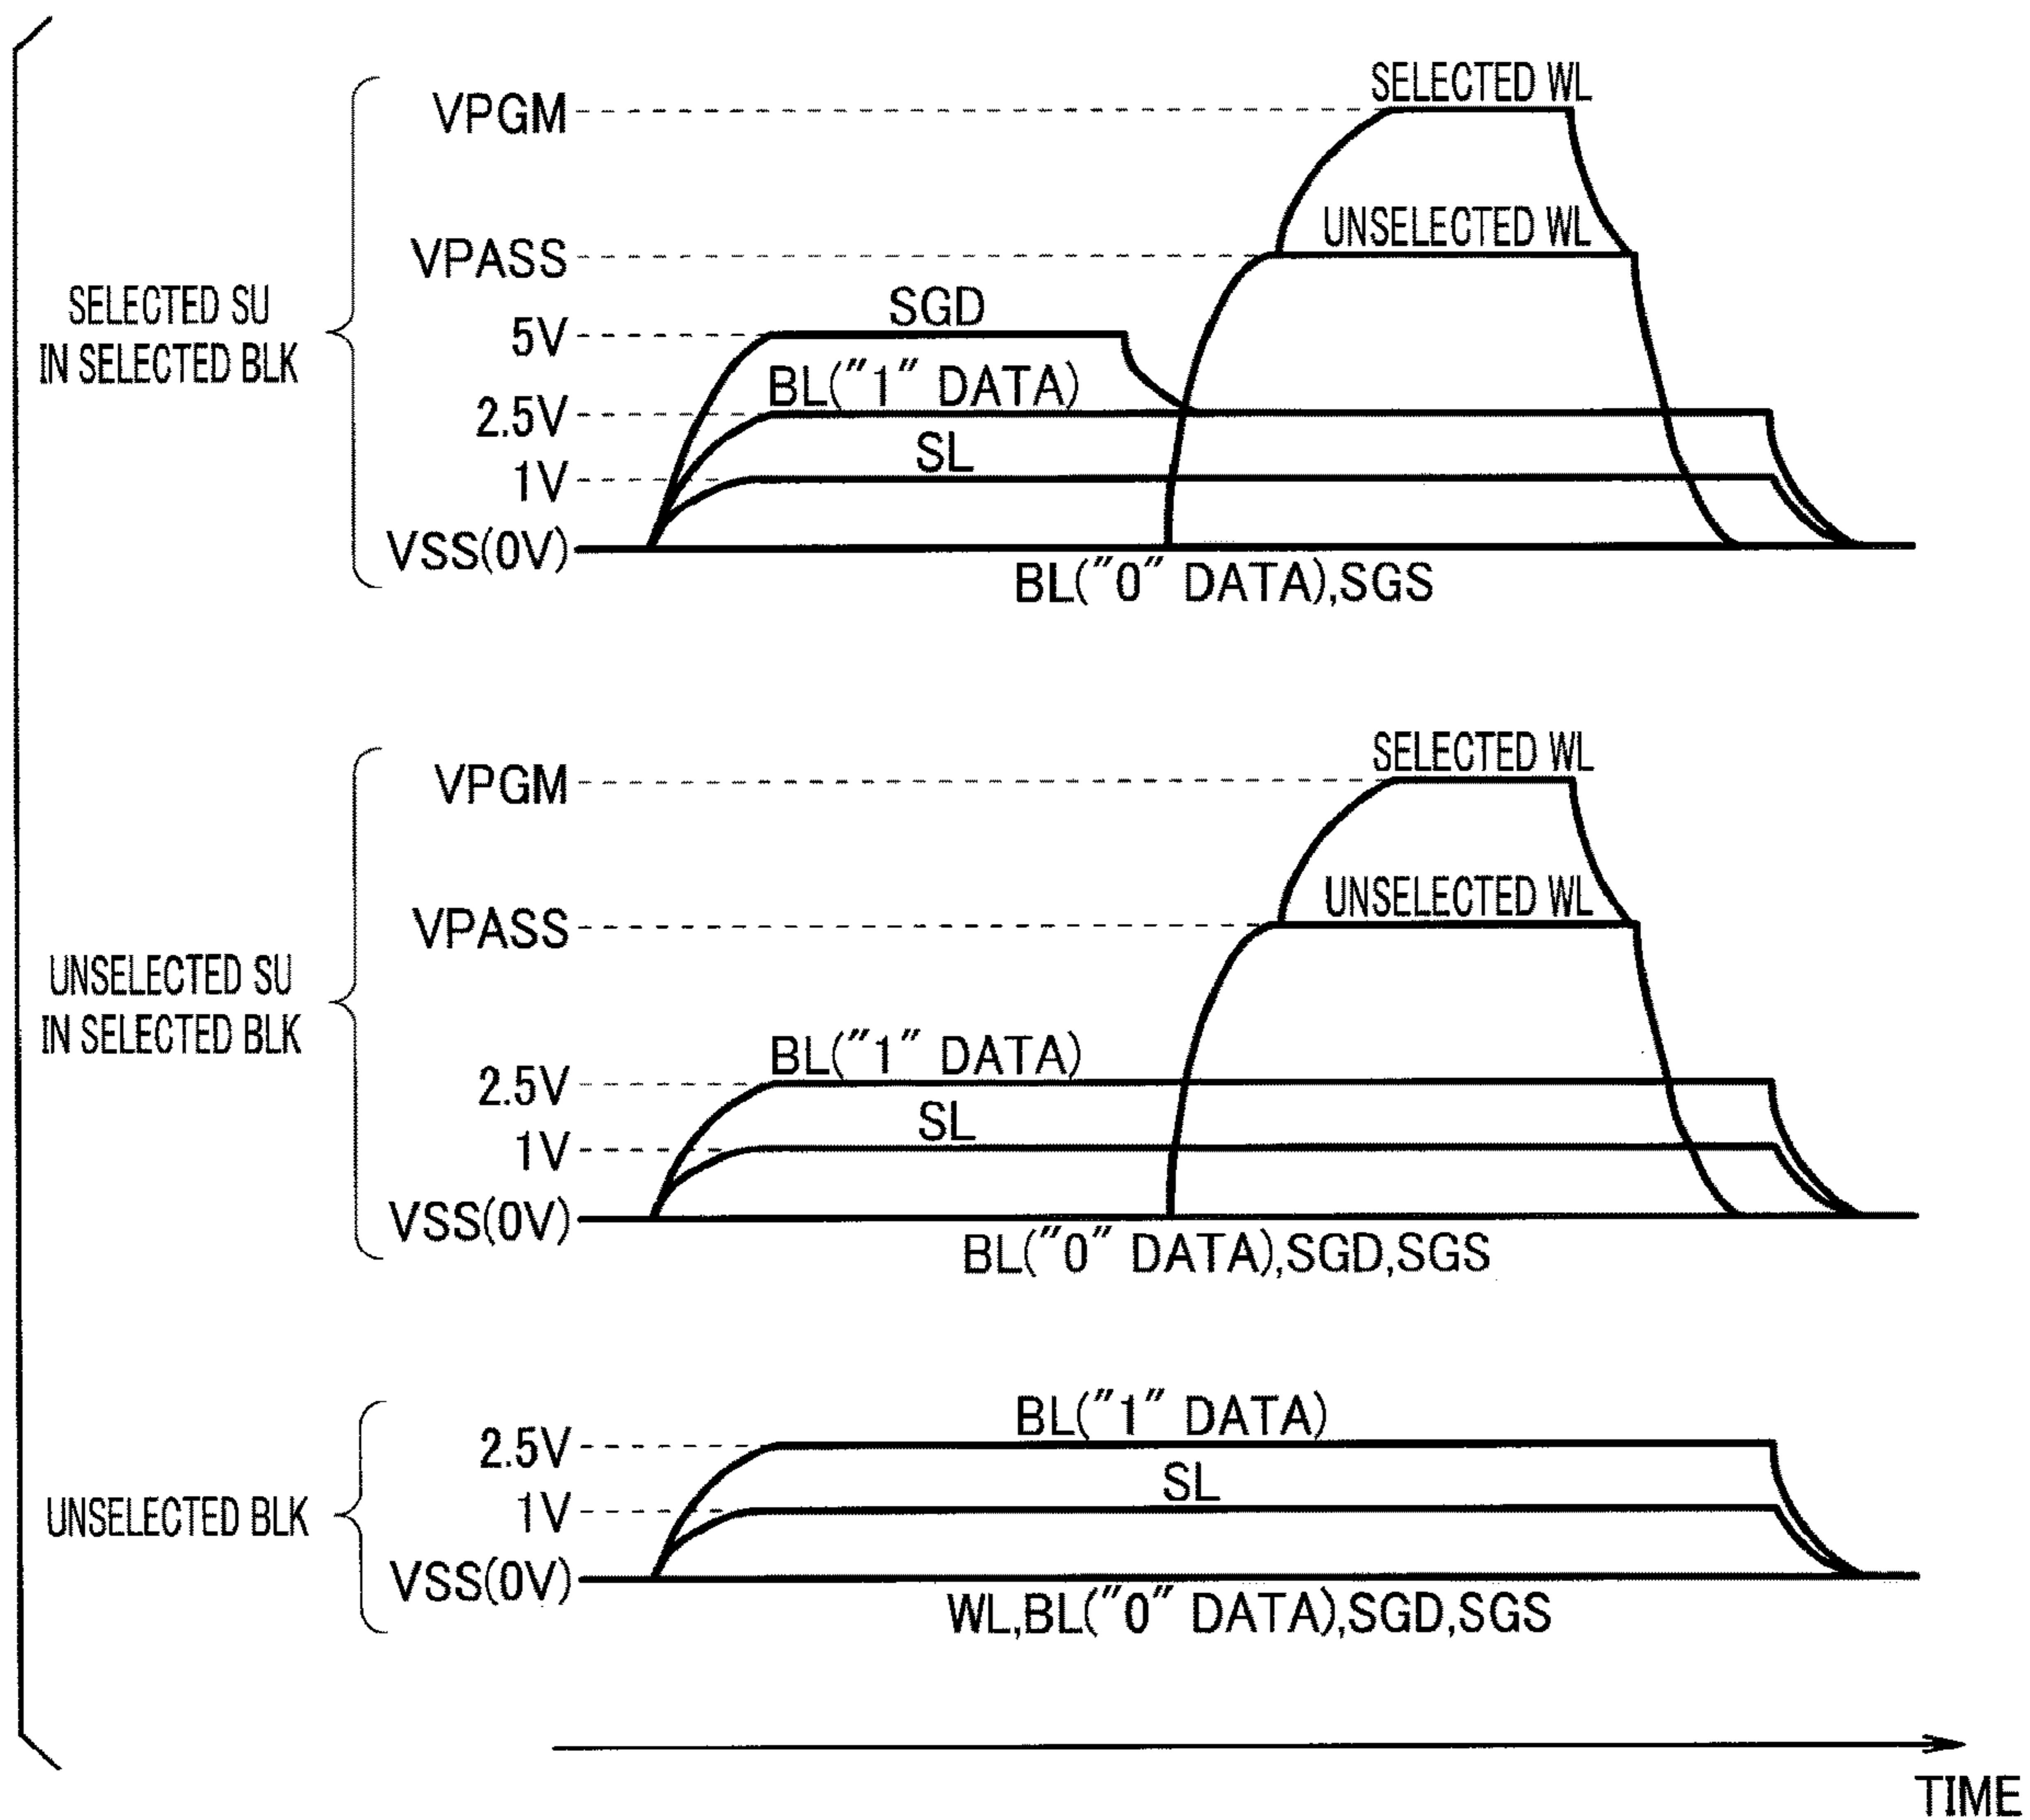 SELECTED WL
VPGM
UNSELECTED WL
VPASS
SELECTED SU
IN SELECTED BLK
SGD
5V
BL("1" DATA)
2.5V
SL
1V
VSS(0V)
BL("0" DATA),SGS
SELECTED WL
VPGM
UNSELECTED WL
VPASS
UNSELECTED SU
IN SELECTED BLK
BL("1" DATA)
2.5V
SL
1V
VSS(0V)
BL("0" DATA),SGD,SGS
BL("1" DATA)
2.5V
SL
1V
UNSELECTED BLK
VSS(0V)
WL,BL("0" DATA),SGD,SGS
TIME